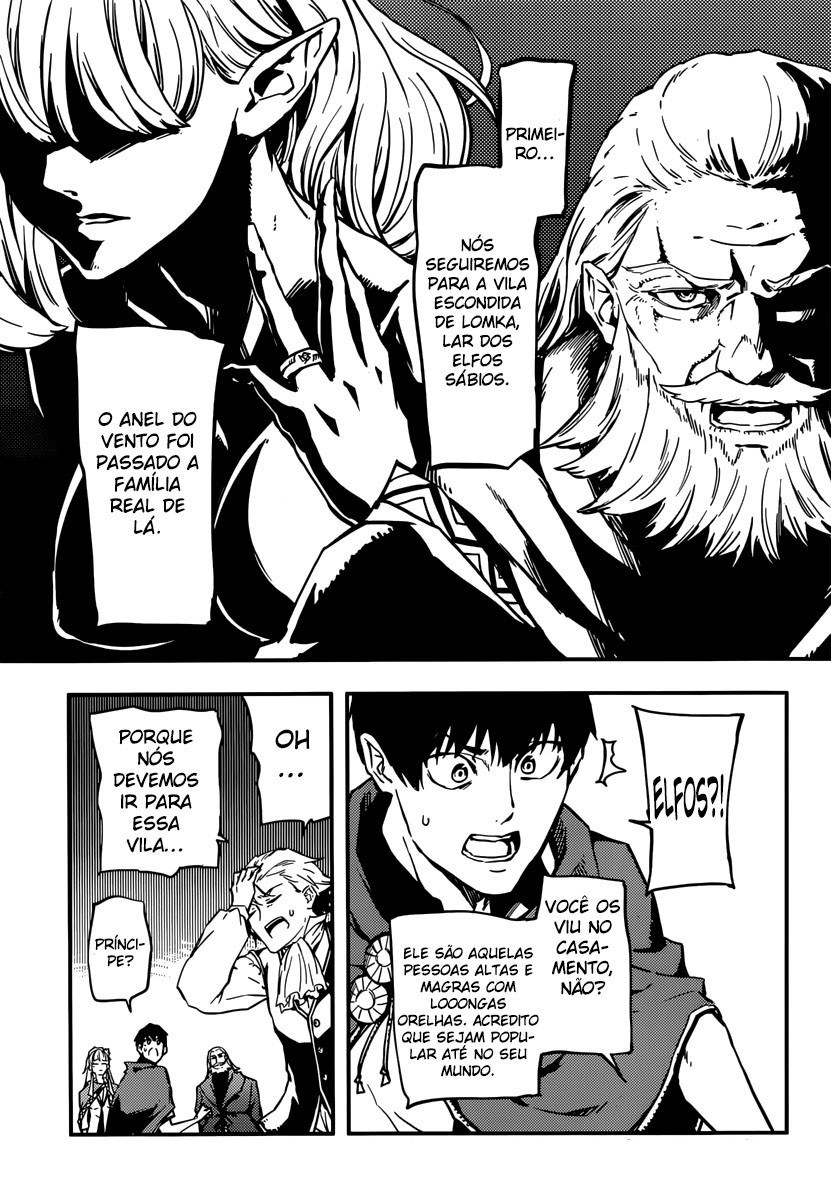 PRIMEI-
RO...
NÓS
SEGUIREMOS
PARA A VILA
ESCONDIDA
DE LOMKA,
LAR DOS
ELFOS
SÁBIOS.
O ANEL DO
VENTO FOI
PASSADO A
FAMÍLIA
REAL DE
LÁ.
ELFOS?!
VOCÊ OS
VIU NO
CASA-
MENTO,
NÃO?
ELE SÃO AQUELAS
PESSOAS ALTAS E
MAGRAS COM
LOOONGAS
ORELHAS. ACREDITO
QUE SEJAM POPU-
LAR ATÉ NO SEU
MUNDO.
OH
...
PORQUE
NÓS
DEVEMOS
IR PARA
ESSA
VILA...
PRÍNCI-
PE?